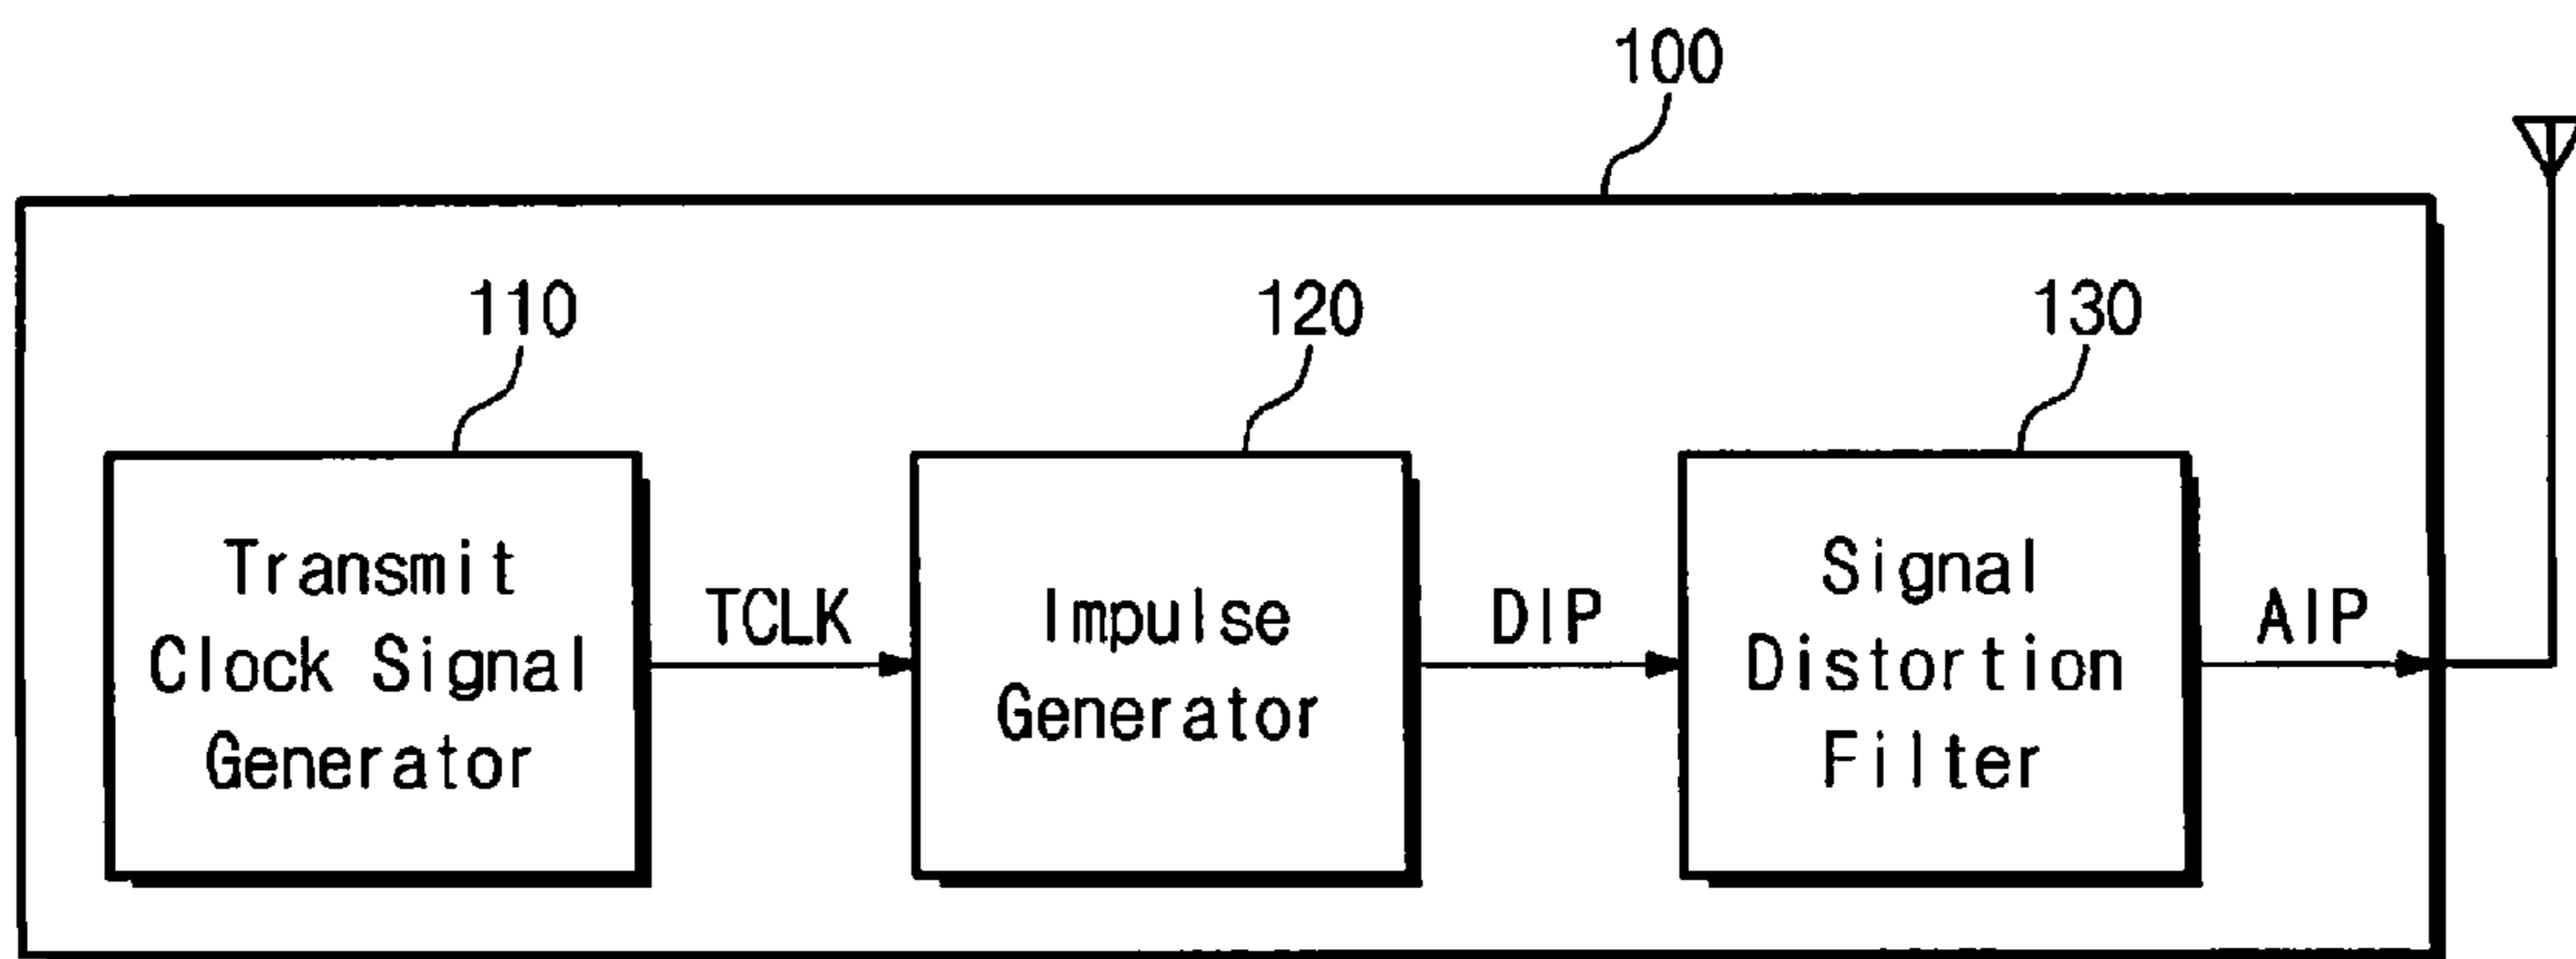 100
110
120
130
Transmit
Clock Signal
Generator
TCLK
Impulse
Generator
DIP
Signal
Distortion
Filter
AIP